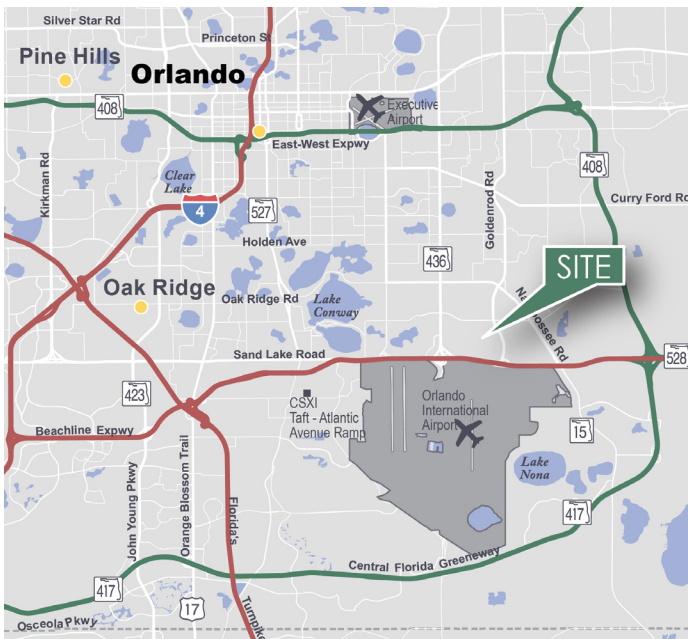 Silver Star Rd
Princeton St
Pine Hills
Orlando
408
Executive
Airport
East-West Expwy
Kirkman Rd
Clear
Lake
4
527
Goldenrod Rd
408
Curry Ford Rd
Holden Ave
436
SITE
Oak Ridge
Oak Ridge Rd
Lake
Conway
Sand Lake Road
528
423
CSXI
Taft - Atlantic
Avenue Ramp
Orlando
International
Airport
15
Beachline Expwy
John Young Pkwy
Orange Blossom Trail
Florida's
Turnpike
Lake
Nona
417
Central Florida Greeneway
417
17
Osceola Pkwy